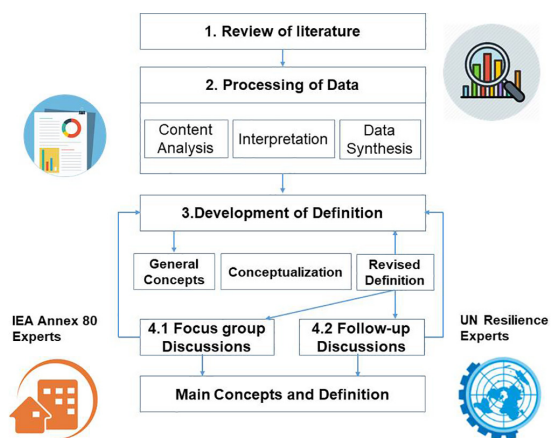 1. Review of literature
2. Processing of Data
Content
Analysis
Interpretation
Data
Synthesis
3.Development of Definition
General
Concepts
Conceptualization
Revised
Definition
IEA Annex 80
Experts
4.1 Focus group
Discussions
4.2 Follow-up
Discussions
UN Resilience
Experts
Main Concepts and Definition